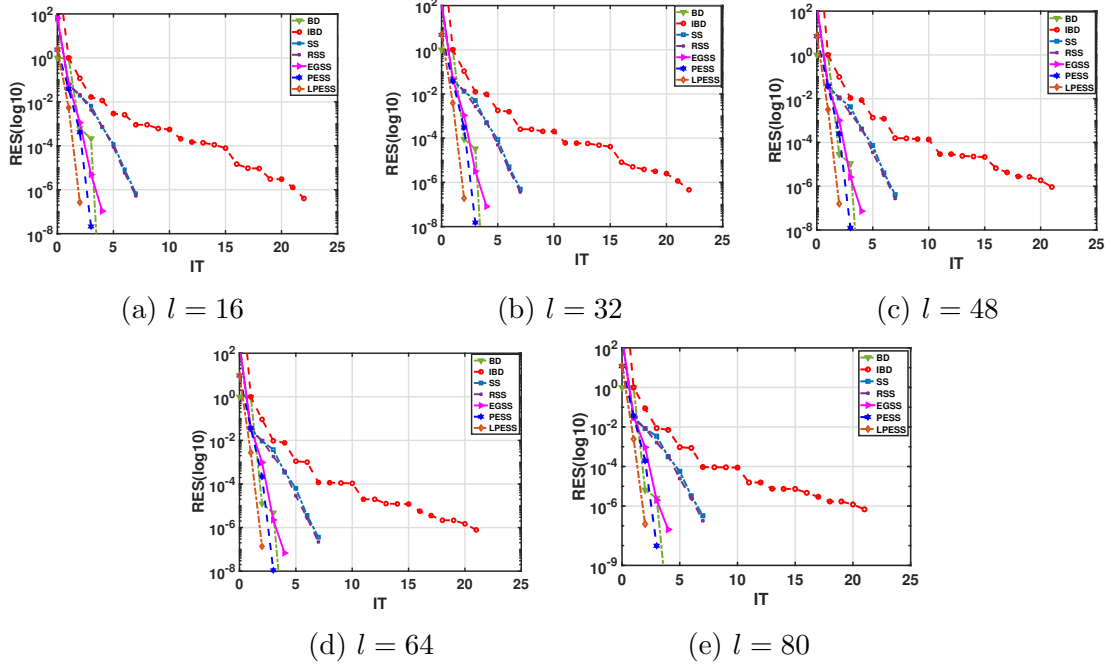 10^2
10^0
10^-2
10^-4
10^-6
10^-8
RES(log10)
0 5 10 15 20 25
IT
BD
IBD
SS
RSS
EGSS
PESS
LPESS
(a) l = 16
10^2
10^0
10^-2
10^-4
10^-6
10^-8
RES(log10)
0 5 10 15 20 25
IT
BD
IBD
SS
RSS
EGSS
PESS
LPESS
(b) l = 32
10^2
10^0
10^-2
10^-4
10^-6
10^-8
RES(log10)
0 5 10 15 20 25
IT
BD
IBD
SS
RSS
EGSS
PESS
LPESS
(c) l = 48
10^2
10^0
10^-2
10^-4
10^-6
10^-8
RES(log10)
0 5 10 15 20 25
IT
BD
IBD
SS
RSS
EGSS
PESS
LPESS
(d) l = 64
10^2
10^0
10^-2
10^-4
10^-6
10^-9
RES(log10)
0 5 10 15 20 25
IT
BD
IBD
SS
RSS
EGSS
PESS
LPESS
(e) l = 80